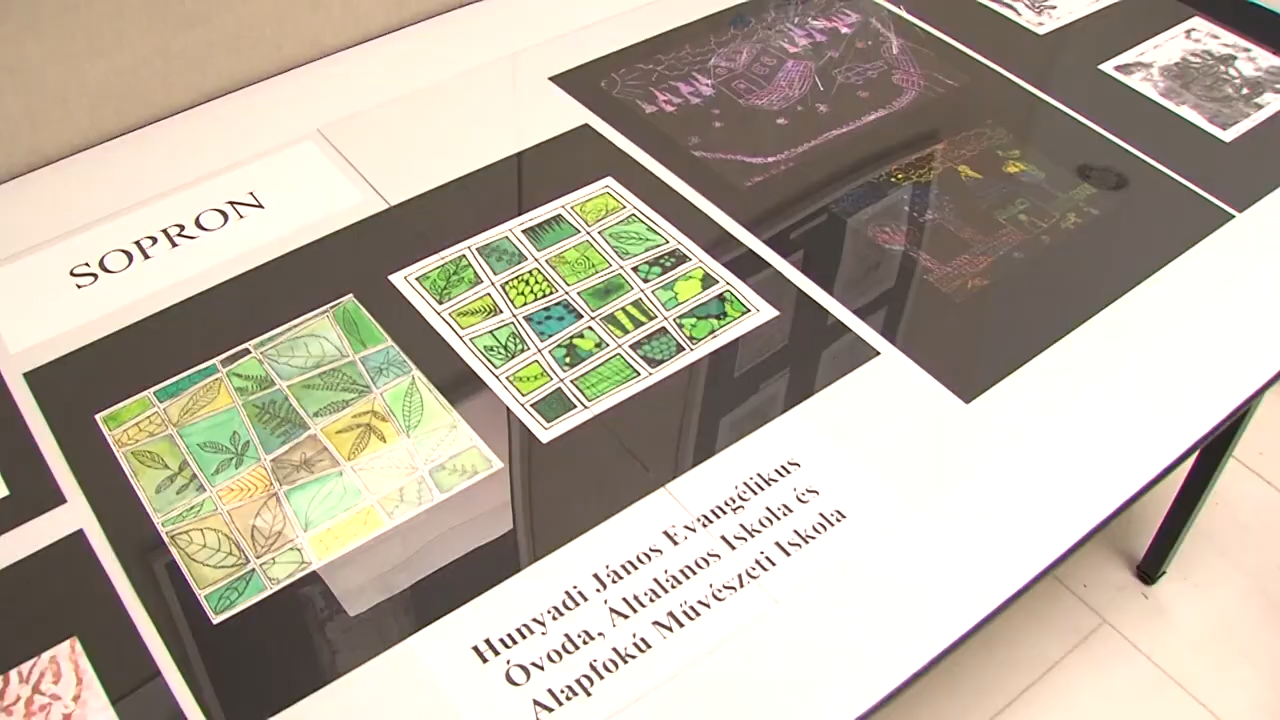 SOPRON
Hunyadi János Evangélikus
Óvoda, Általános Iskola és
Alapfokú Művészeti Iskola